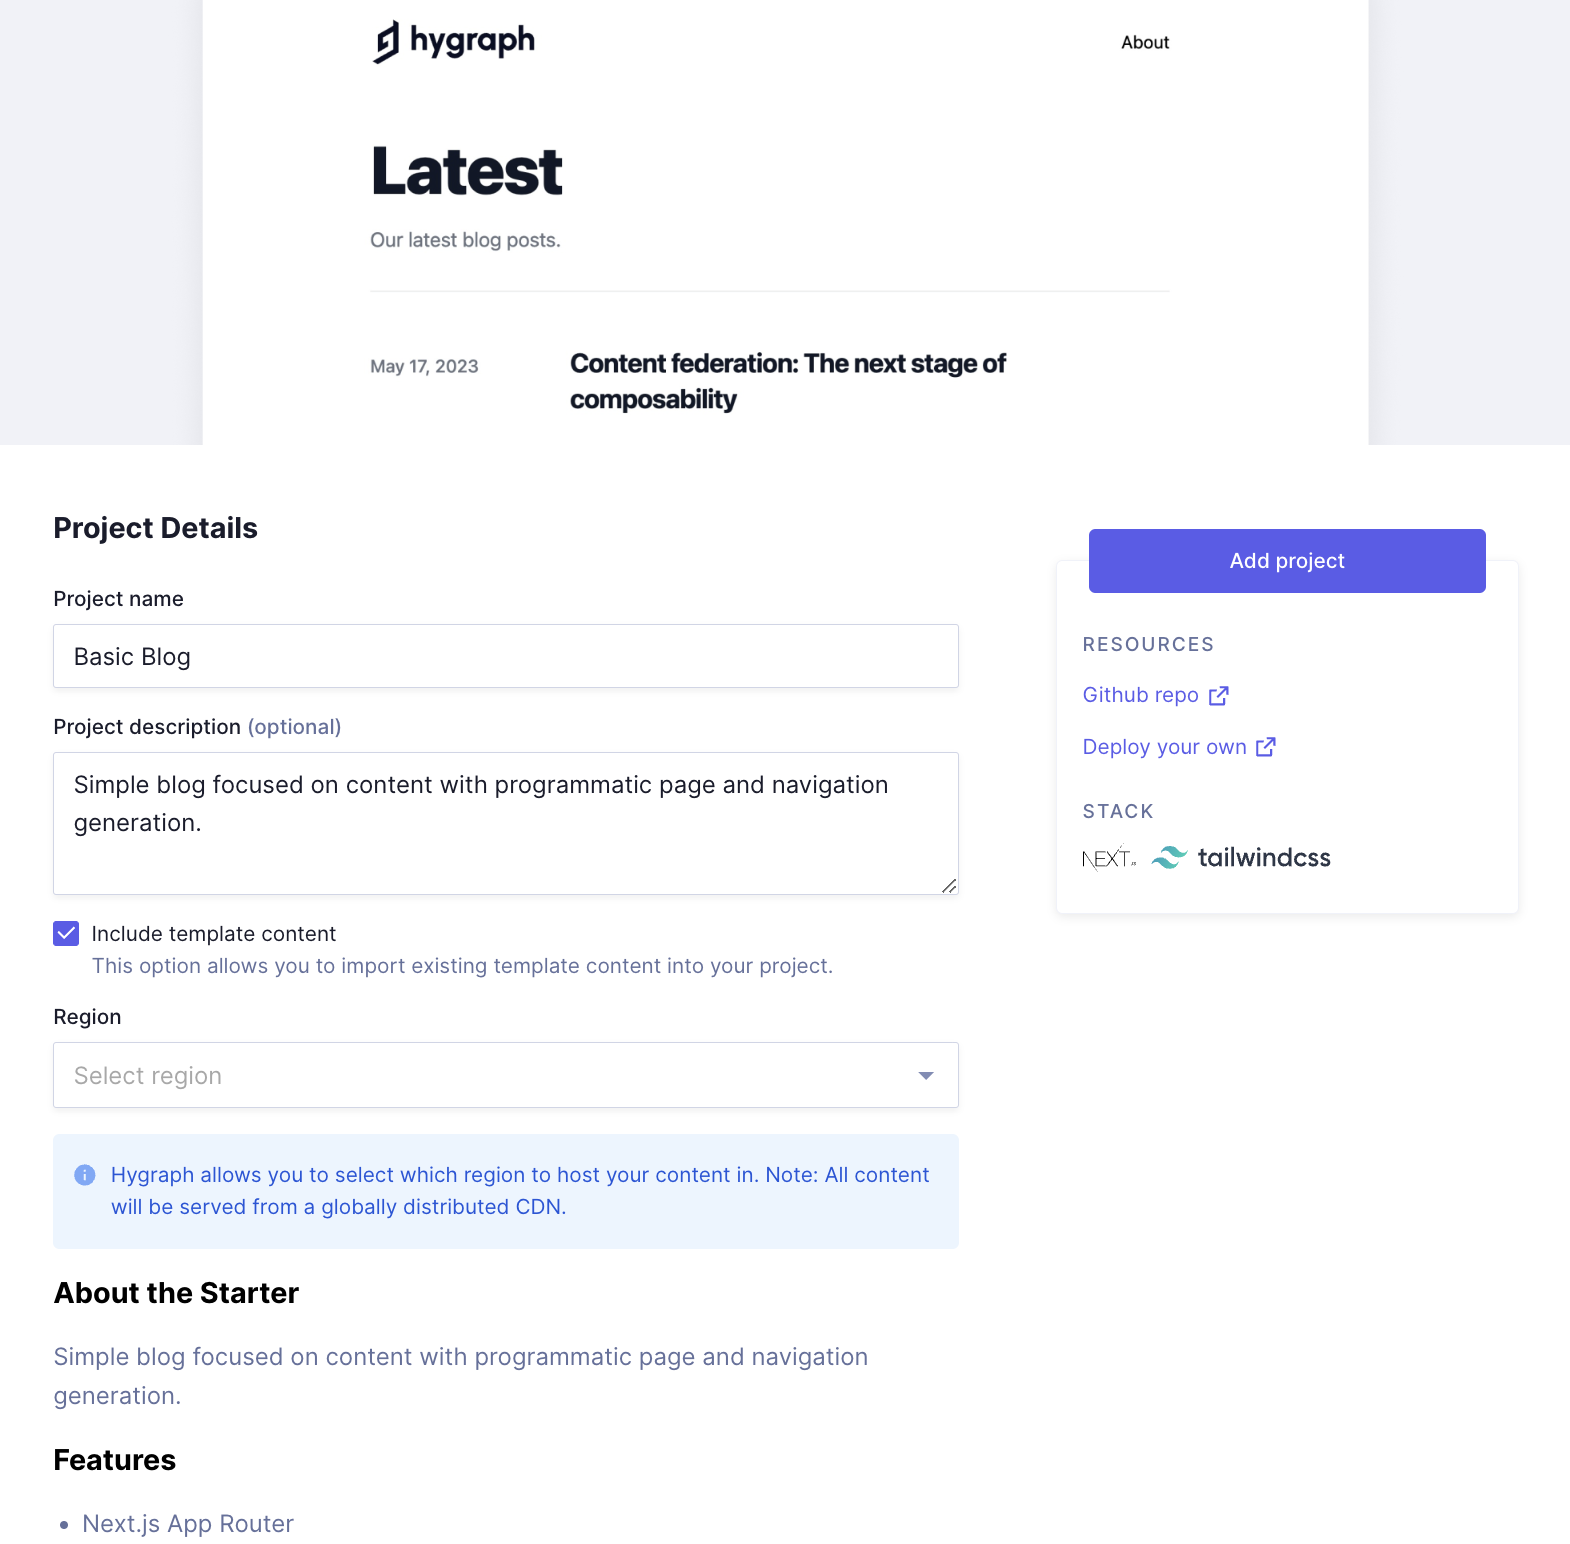 hygraph
About
Latest
Our latest blog posts.
May 17, 2023
Content federation: The next stage of
composability
Project Details
Project name
Basic Blog
Project description (optional)
Simple blog focused on content with programmatic page and navigation
generation.
Include template content
This option allows you to import existing template content into your project.
Region
Select region
Hygraph allows you to select which region to host your content in. Note: All content
will be served from a globally distributed CDN.
About the Starter
Simple blog focused on content with programmatic page and navigation
generation.
Features
• Next.js App Router
Add project
RESOURCES
Github repo
Deploy your own
STACK
NEXT.JS tailwindcss